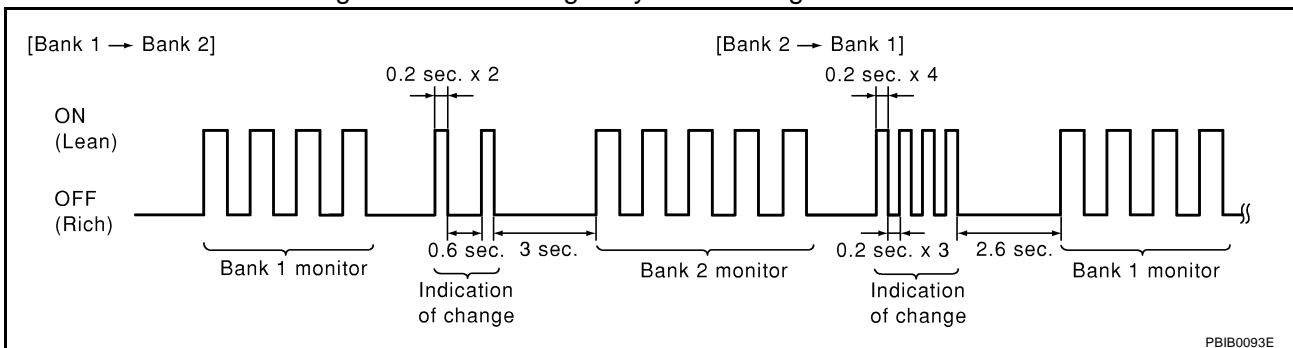 [Bank 1 → Bank 2]
[Bank 2 → Bank 1]
0.2 sec. x 2
0.2 sec. x 4
ON
(Lean)
OFF
(Rich)
0.6 sec.
3 sec.
0.2 sec. x 3
2.6 sec.
Bank 1 monitor
Bank 2 monitor
Bank 1 monitor
Indication
of change
Indication
of change
PBIB0093E